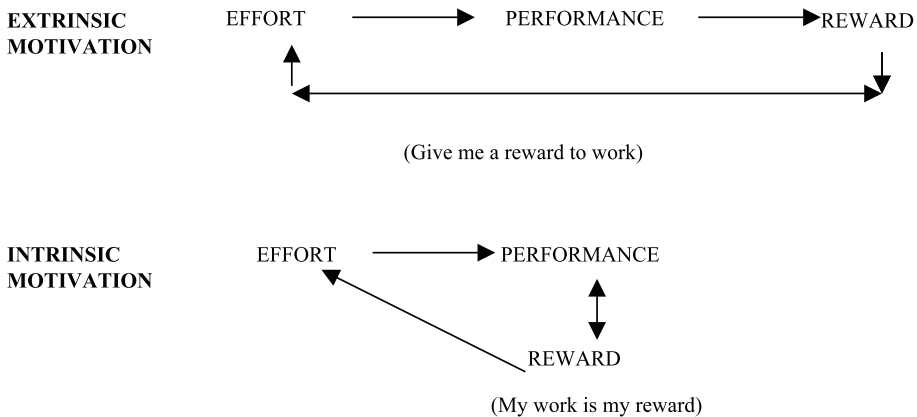 EXTRINSIC MOTIVATION
EFFORT PERFORMANCE REWARD
(Give me a reward to work)
INTRINSIC MOTIVATION
EFFORT PERFORMANCE
REWARD
(My work is my reward)